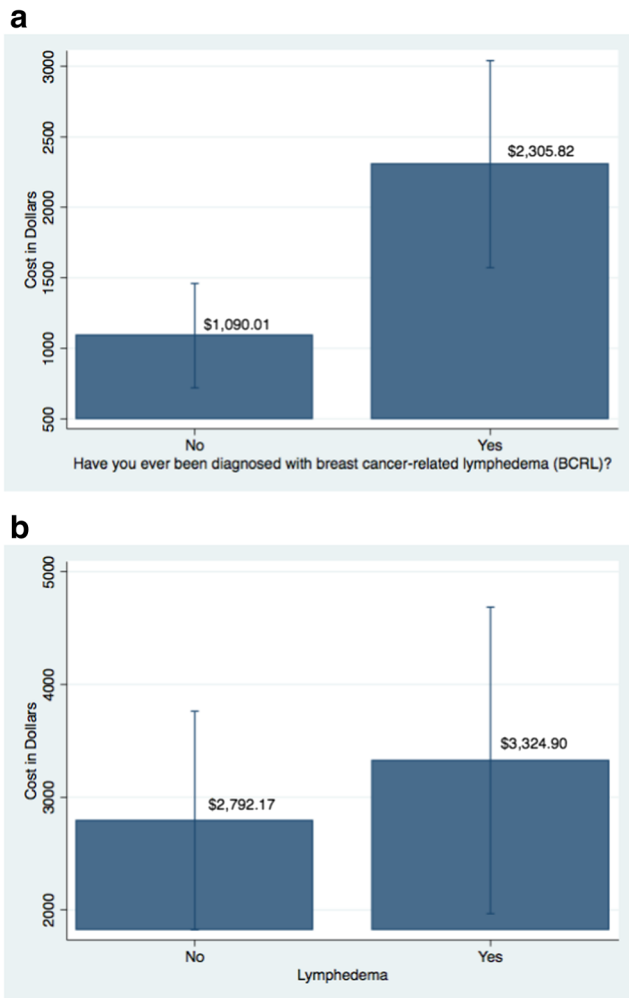 a
3000
2500
2000
1500
1000
500
Cost in Dollars
$2,305.82
$1,090.01
No Yes
Have you ever been diagnosed with breast cancer-related lymphedema (BCRL)?
b
5000
4000
3000
2000
Cost in Dollars
$3,324.90
$2,792.17
No Yes
Lymphedema